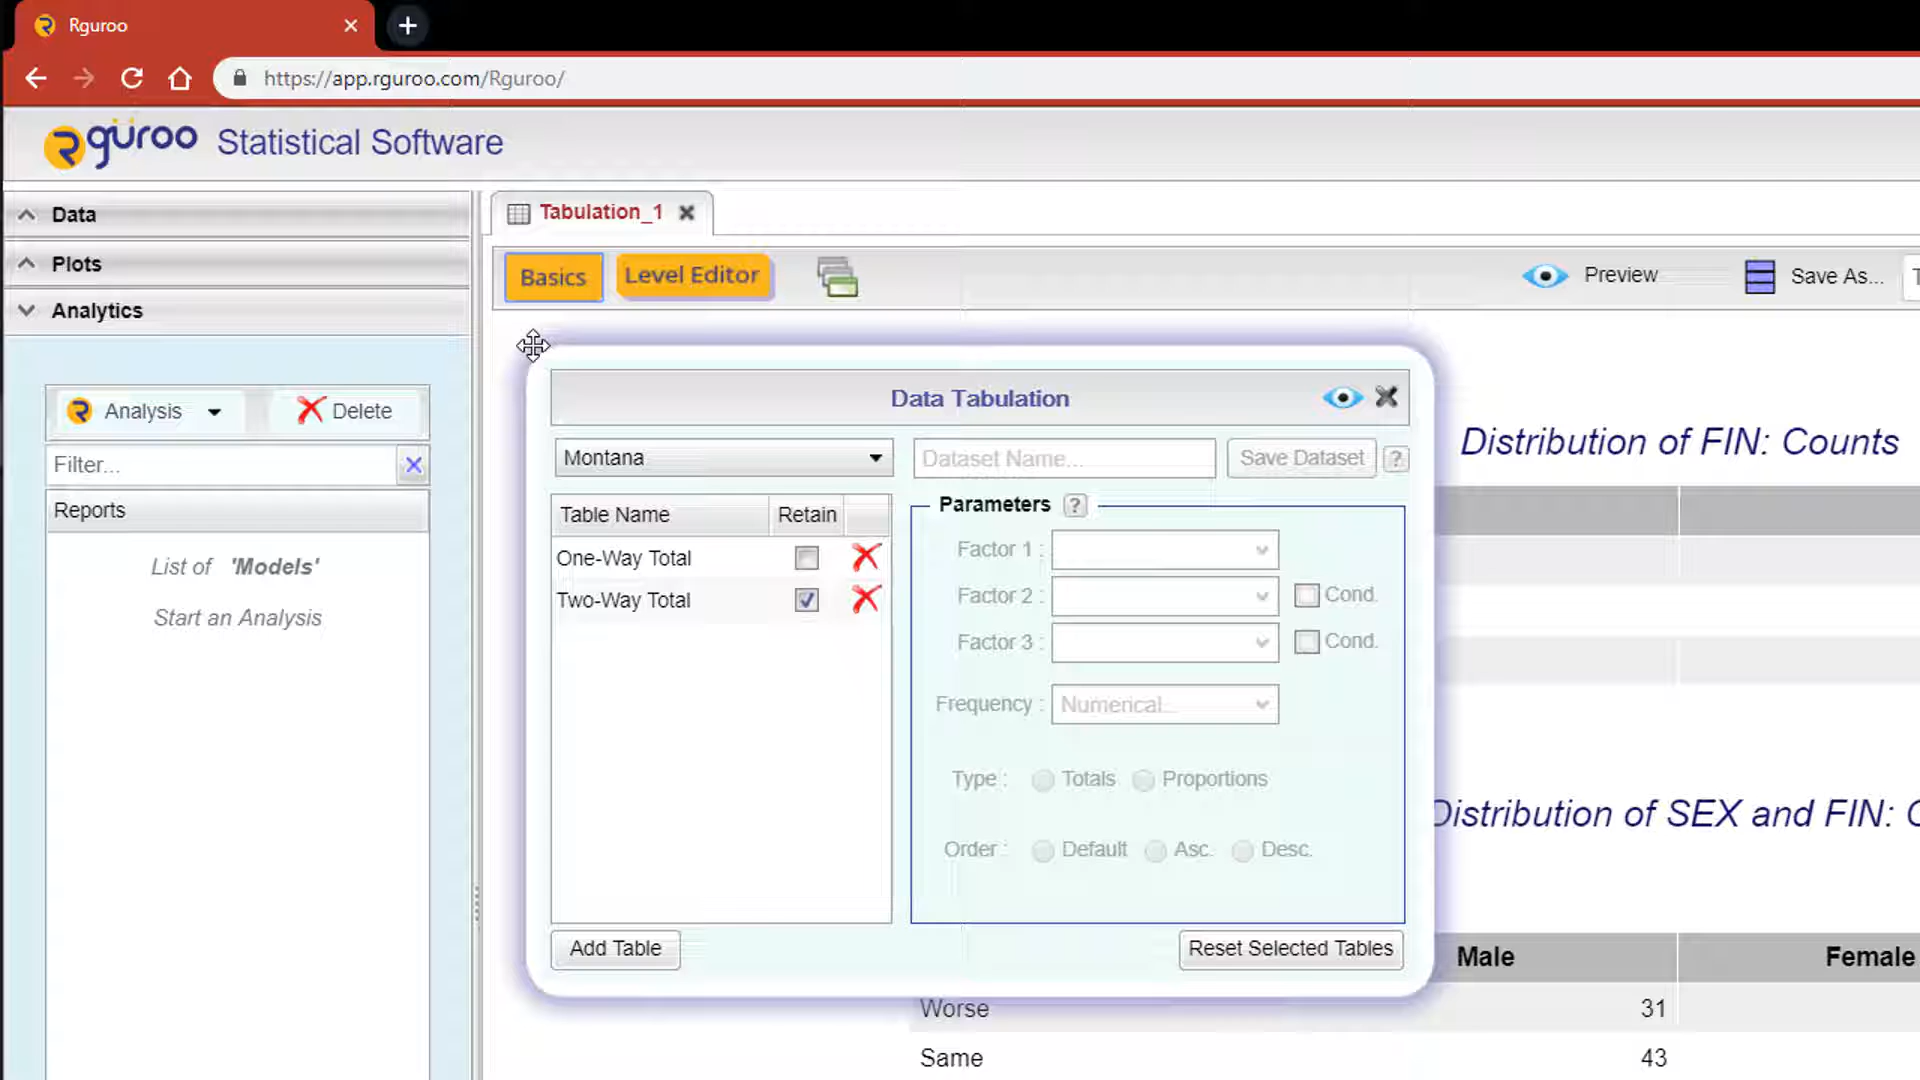 Rguroo
https://app.rguroo.com/Rguroo/
rguroo Statistical Software
Data
Plots
Analytics
Analysis
Delete
Filter...
Reports
List of 'Models'
Start an Analysis
Tabulation_1
Basics
Level Editor
Preview
Save As...
Data Tabulation
Montana
Dataset Name...
Save Dataset
?
Table Name Retain
One-Way Total
Two-Way Total
Parameters ?
Factor 1 :
Factor 2 : Cond.
Factor 3 : Cond.
Frequency : Numerical...
Type : Totals Proportions
Order : Default Asc. Desc.
Add Table
Reset Selected Tables
Distribution of FIN: Counts
Distribution of SEX and FIN:
Male Female
Worse 31
Same 43